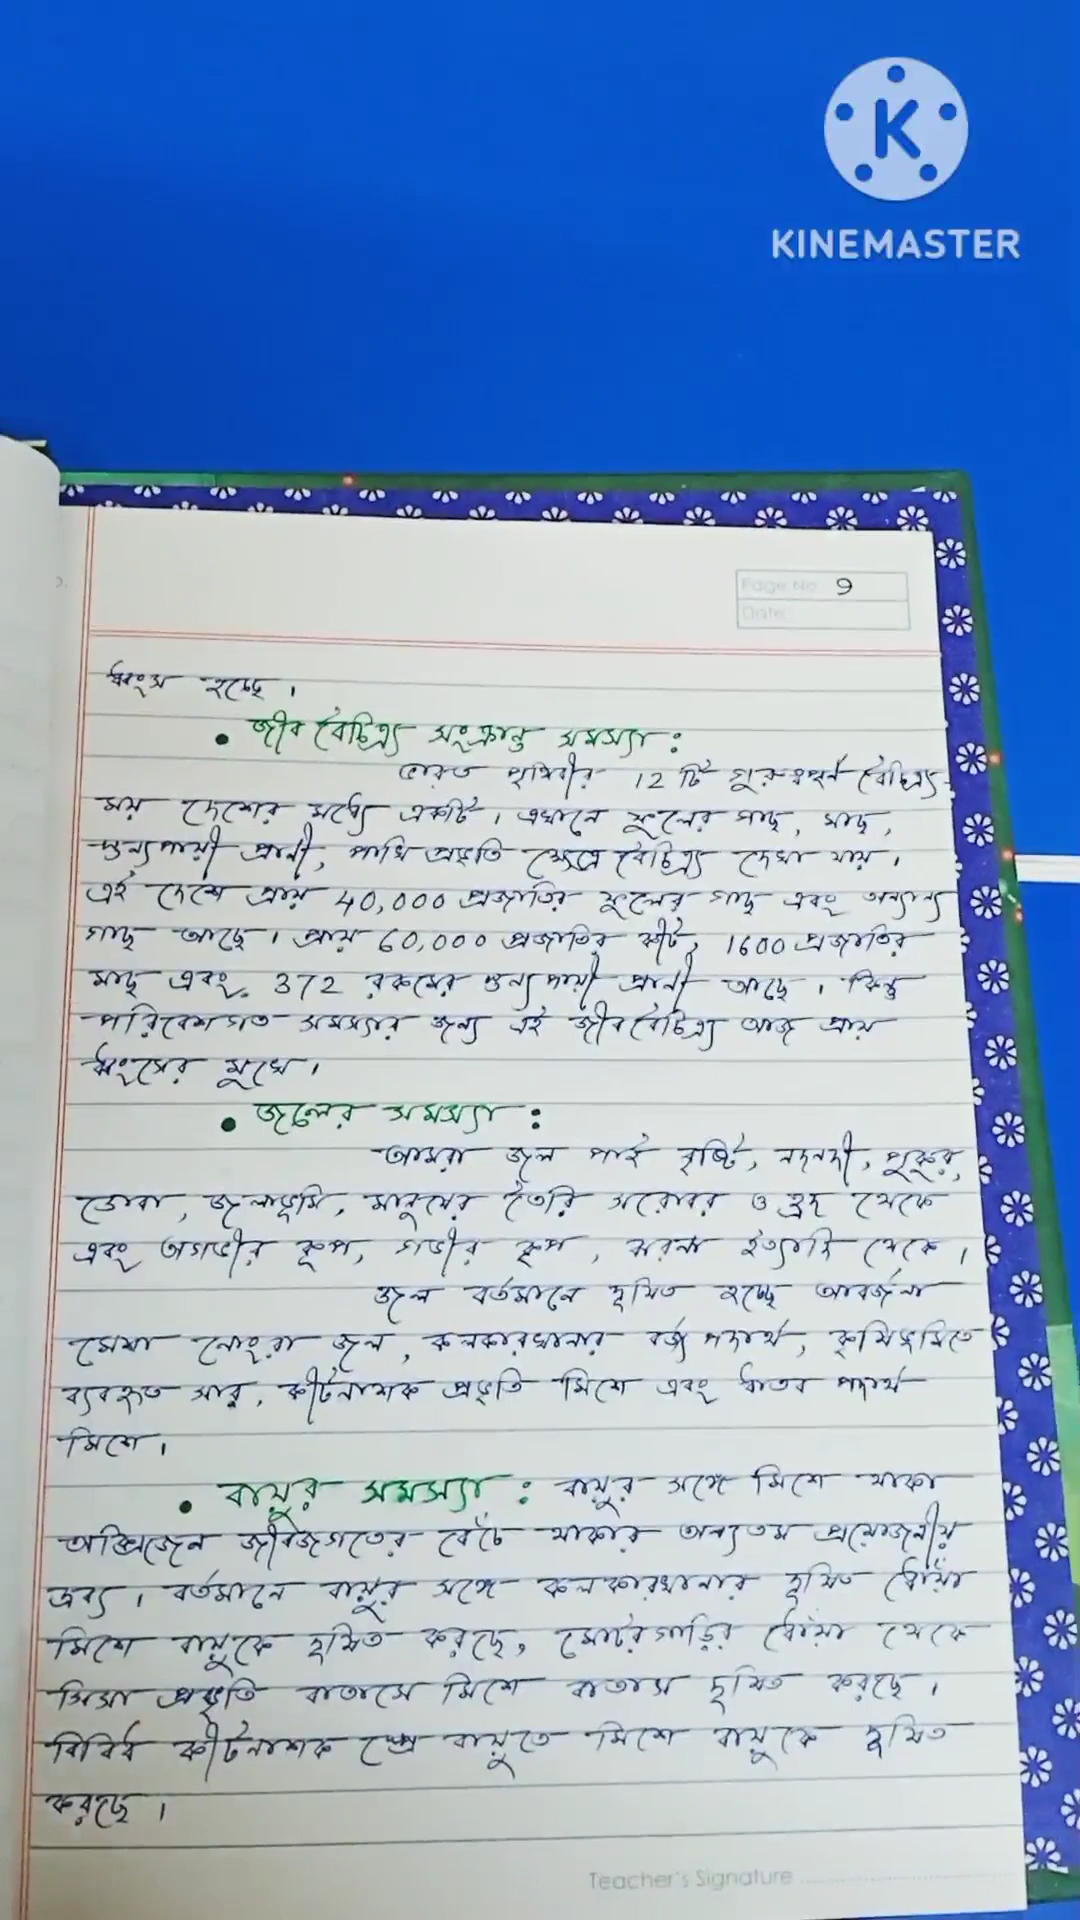 KINEMASTER
Page No. 9
Date:
ধ্বংস হচ্ছে ।
• জীব বৈচিত্র্য সংক্রান্ত সমস্যা :
ভারত পৃথিবীর 12 টি গুরুত্বপূর্ণ বৈচিত্র্য-
ময় দেশের মধ্যে একটি । এখানে ফুলের গাছ, মাছ,
স্তন্যপায়ী প্রাণী, পাখি প্রভৃতি ক্ষেত্রে বৈচিত্র্য দেখা যায় ।
এই দেশে প্রায় 40,000 প্রজাতির ফুলের গাছ এবং অন্যান্য
গাছ আছে । প্রায় 60,000 প্রজাতির কীট, 1600 প্রজাতির
মাছ এবং 372 রকমের স্তন্যপায়ী প্রাণী আছে । কিন্তু
পরিবেশগত সমস্যার জন্য এই জীববৈচিত্র্য আজ প্রায়
ধ্বংসের মুখে ।
• জলের সমস্যা :
আমরা জল পাই বৃষ্টি, নদনদী, পুকুর,
ডোবা, জলাভূমি, মানুষের তৈরি সরোবর ও হ্রদ থেকে
এবং অগভীর কূপ, গভীর কূপ, ঝরনা ইত্যাদি থেকে ।
জল বর্তমানে দূষিত হচ্ছে আবর্জনা
মেশা নোংরা জল, কলকারখানার বর্জ্য পদার্থ, কৃষিভূমিতে
ব্যবহৃত সার, কীটনাশক প্রভৃতি মিশে এবং ধাতব পদার্থ
মিশে ।
• বায়ুর সমস্যা : বায়ুর সঙ্গে মিশে থাকা
অক্সিজেন জীবজগতের বেঁচে থাকার অন্যতম প্রয়োজনীয়
দ্রব্য । বর্তমানে বায়ুর সঙ্গে কলকারখানার দূষিত ধোঁয়া
মিশে বায়ুকে দূষিত করছে, মোটরগাড়ির ধোঁয়া থেকে
সিসা প্রভৃতি বাতাসে মিশে বাতাস দূষিত করছে ।
বিবিধ কীটনাশক স্প্রে বায়ুতে মিশে বায়ুকে দূষিত
করছে ।
Teacher's Signature